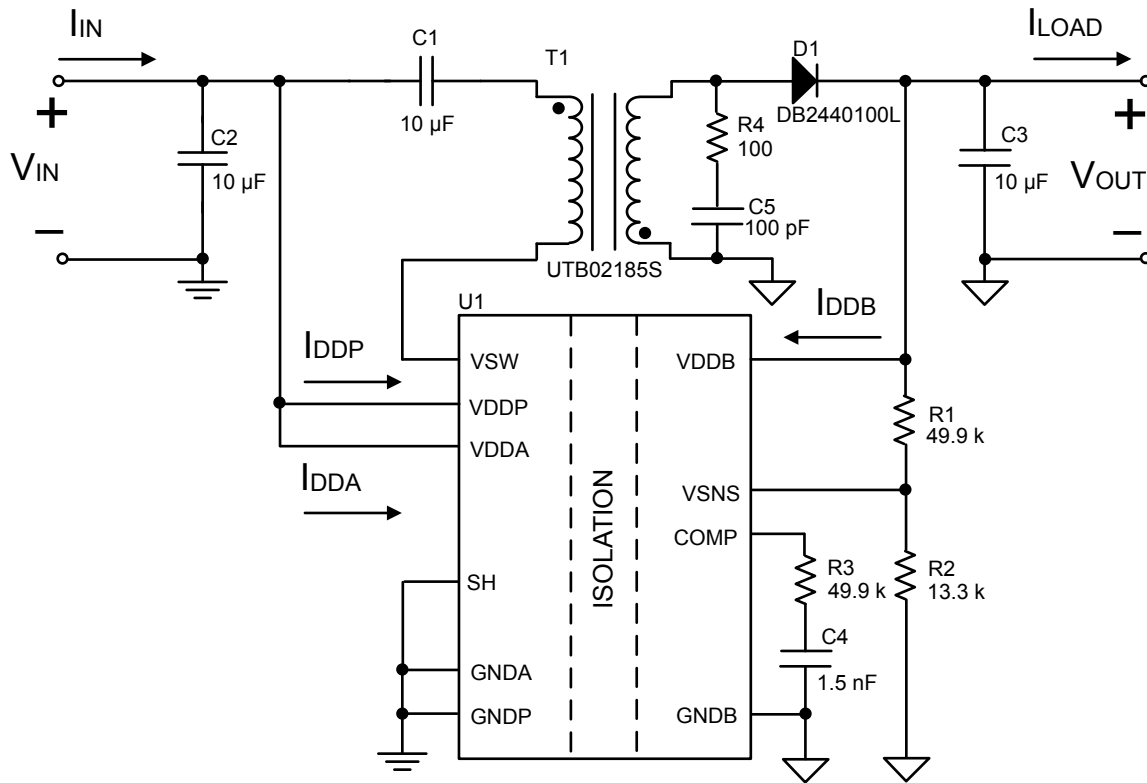 IIN
ILOAD
C1
T1
D1
+
+
10 µF
DB2440100L
R4
100
C2
10 µF
C3
10 µF
VIN
VOUT
C5
100 pF
−
−
UTB02185S
U1
IDDB
IDDP
VSW
VDDB
VDDP
R1
49.9 k
VDDA
IDDA
VSNS
ISOLATION
COMP
R3
49.9 k
R2
13.3 k
SH
C4
1.5 nF
GNDA
GNDP
GNDB